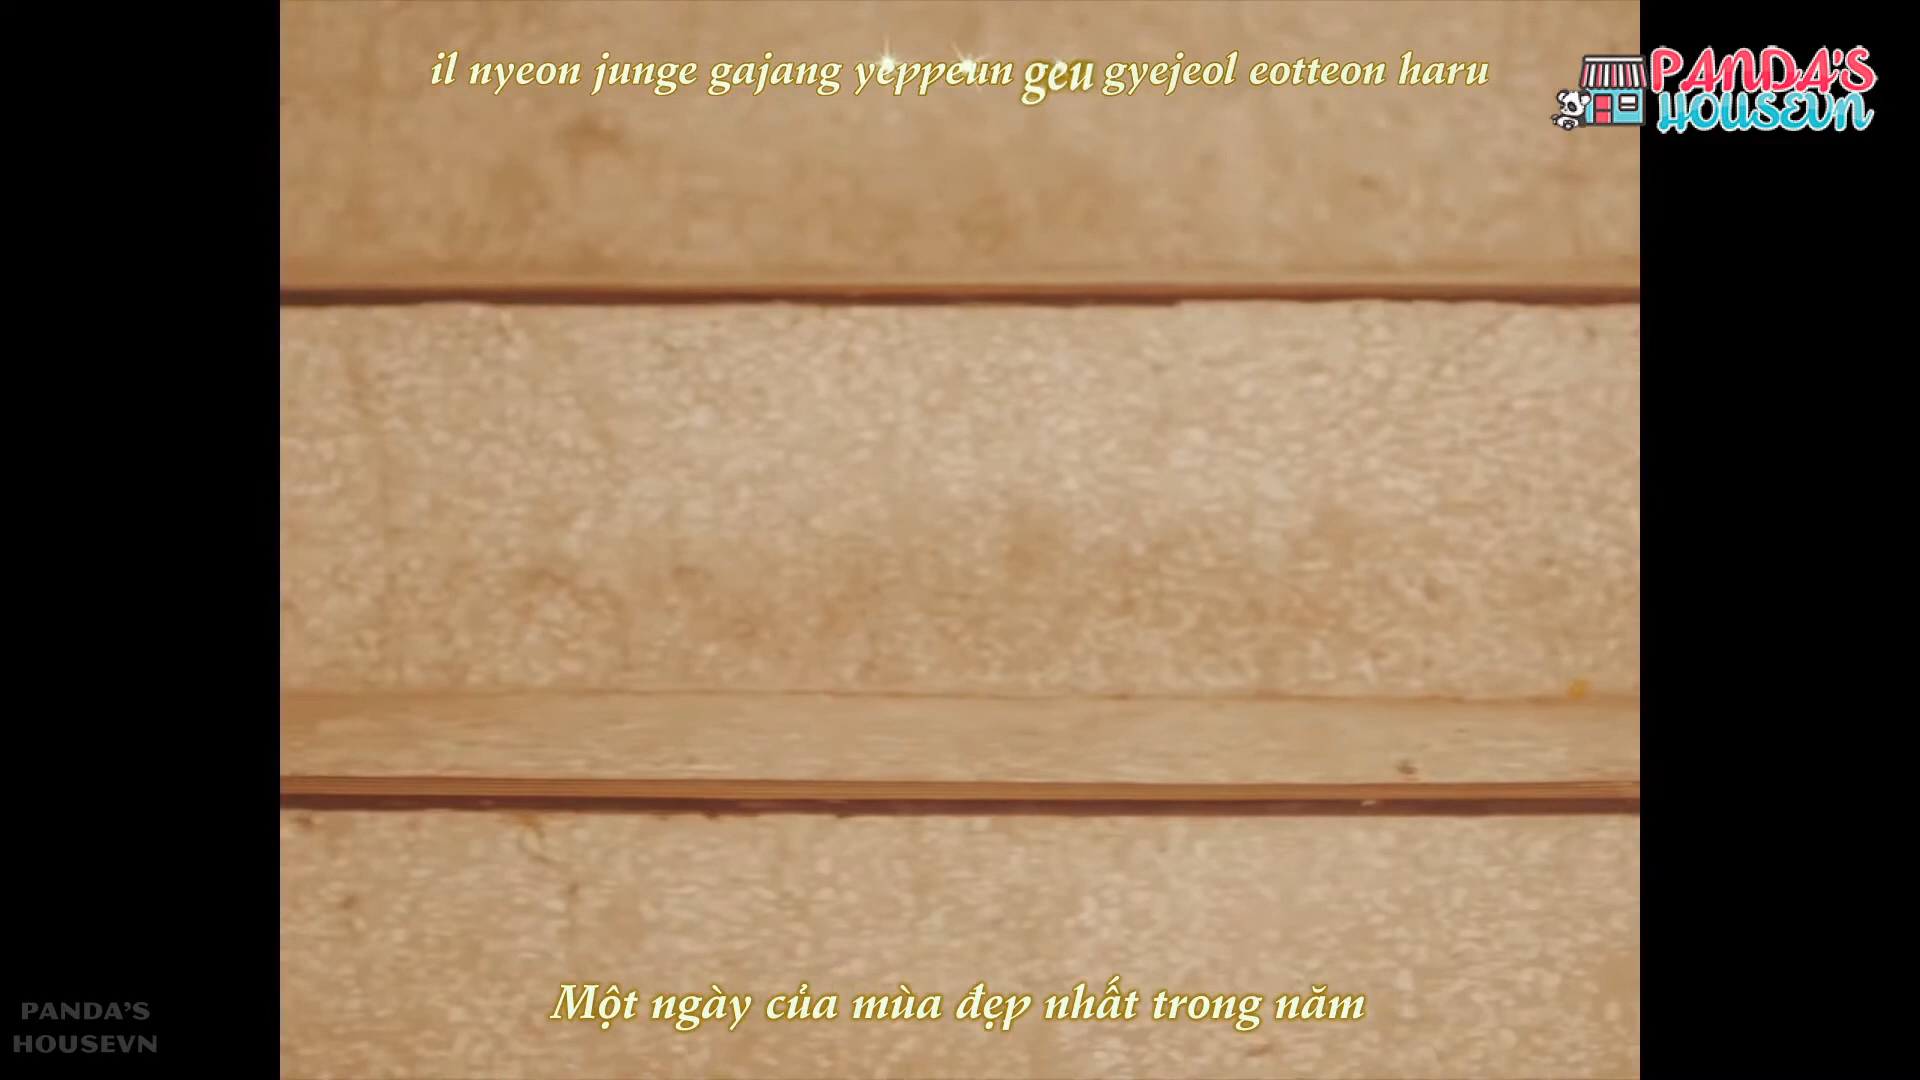 il nyeon junge gajang yeppeun geu gyejeol eotteon haru
PANDA'S
HOUSEVN
Một ngày của mùa đẹp nhất trong năm
PANDA'S
HOUSEVN